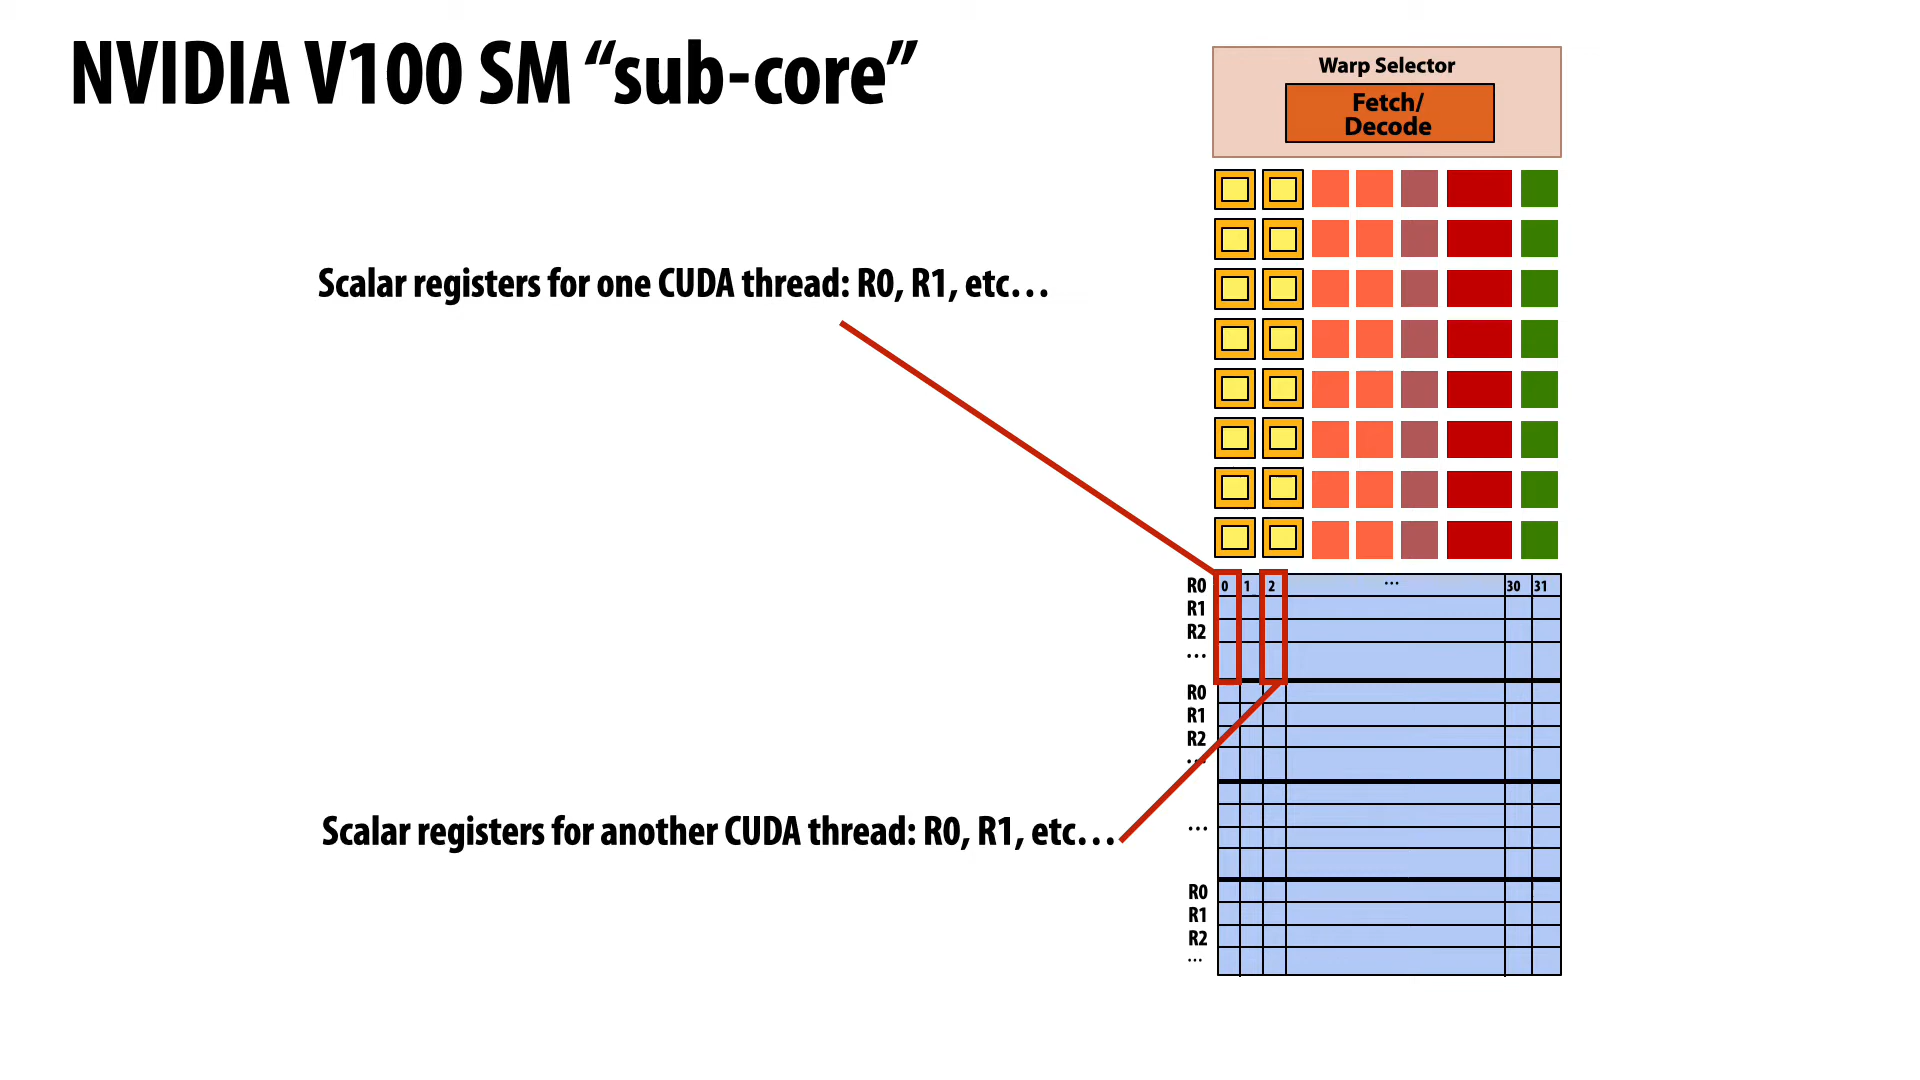 NVIDIA V100 SM “sub-core”
Warp Selector
Fetch/
Decode
Scalar registers for one CUDA thread: R0, R1, etc…
R0 0 1 2 … 30 31
R1
R2
…
R0
R1
R2
…
Scalar registers for another CUDA thread: R0, R1, etc…
…
R0
R1
R2
…